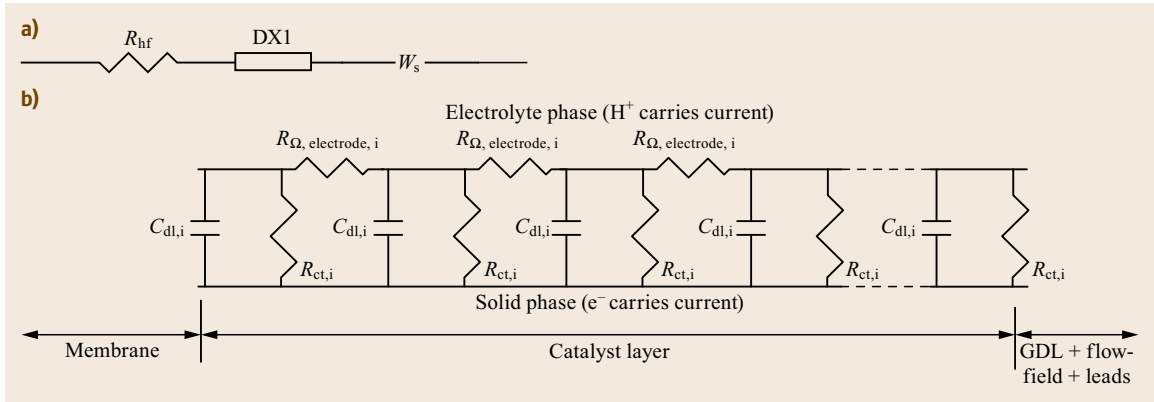 a)
R_hf
DX1
W_s
b)
Electrolyte phase (H⁺ carries current)
R_Ω, electrode, i R_Ω, electrode, i R_Ω, electrode, i
C_dl,i C_dl,i C_dl,i C_dl,i C_dl,i
R_ct,i R_ct,i R_ct,i R_ct,i R_ct,i
Solid phase (e⁻ carries current)
Membrane
Catalyst layer
GDL + flow-
field + leads